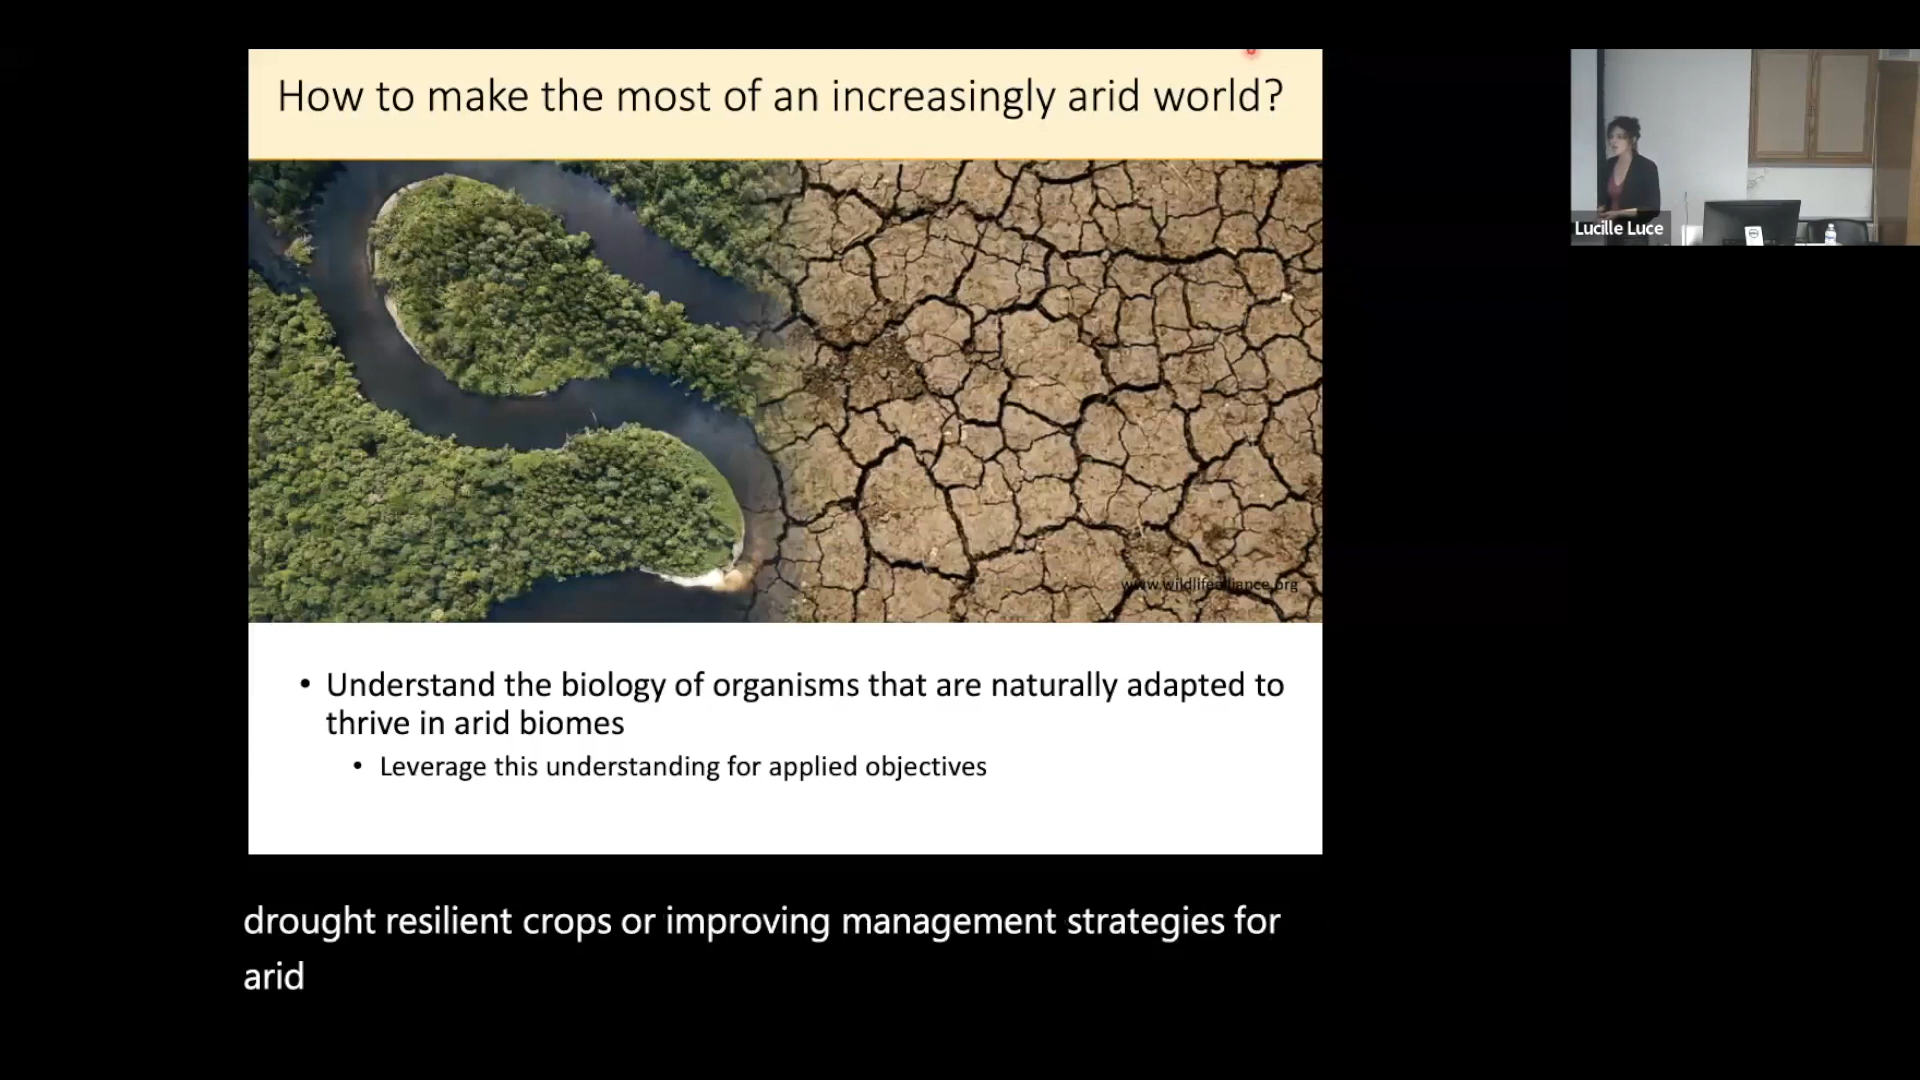 How to make the most of an increasingly arid world?
Lucille Luce
www.wildlifealliance.org
• Understand the biology of organisms that are naturally adapted to
thrive in arid biomes
• Leverage this understanding for applied objectives
drought resilient crops or improving management strategies for
arid